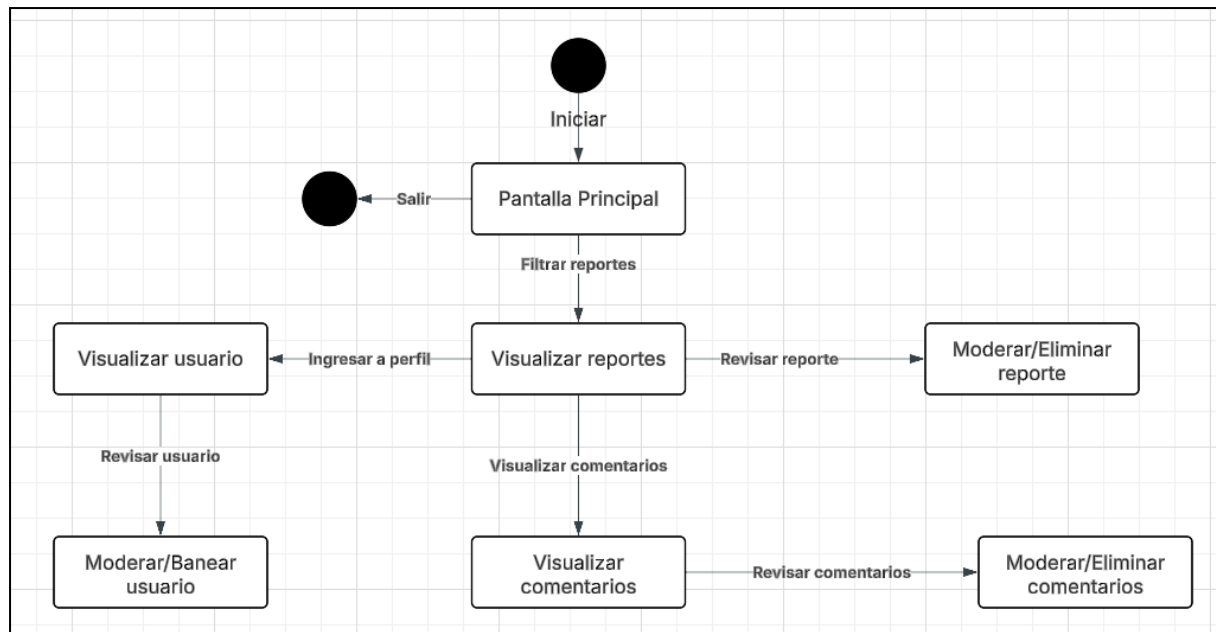 Iniciar
Salir
Pantalla Principal
Filtrar reportes
Visualizar usuario
Ingresar a perfil
Visualizar reportes
Revisar reporte
Moderar/Eliminar
reporte
Revisar usuario
Visualizar comentarios
Moderar/Banear
usuario
Visualizar
comentarios
Revisar comentarios
Moderar/Eliminar
comentarios